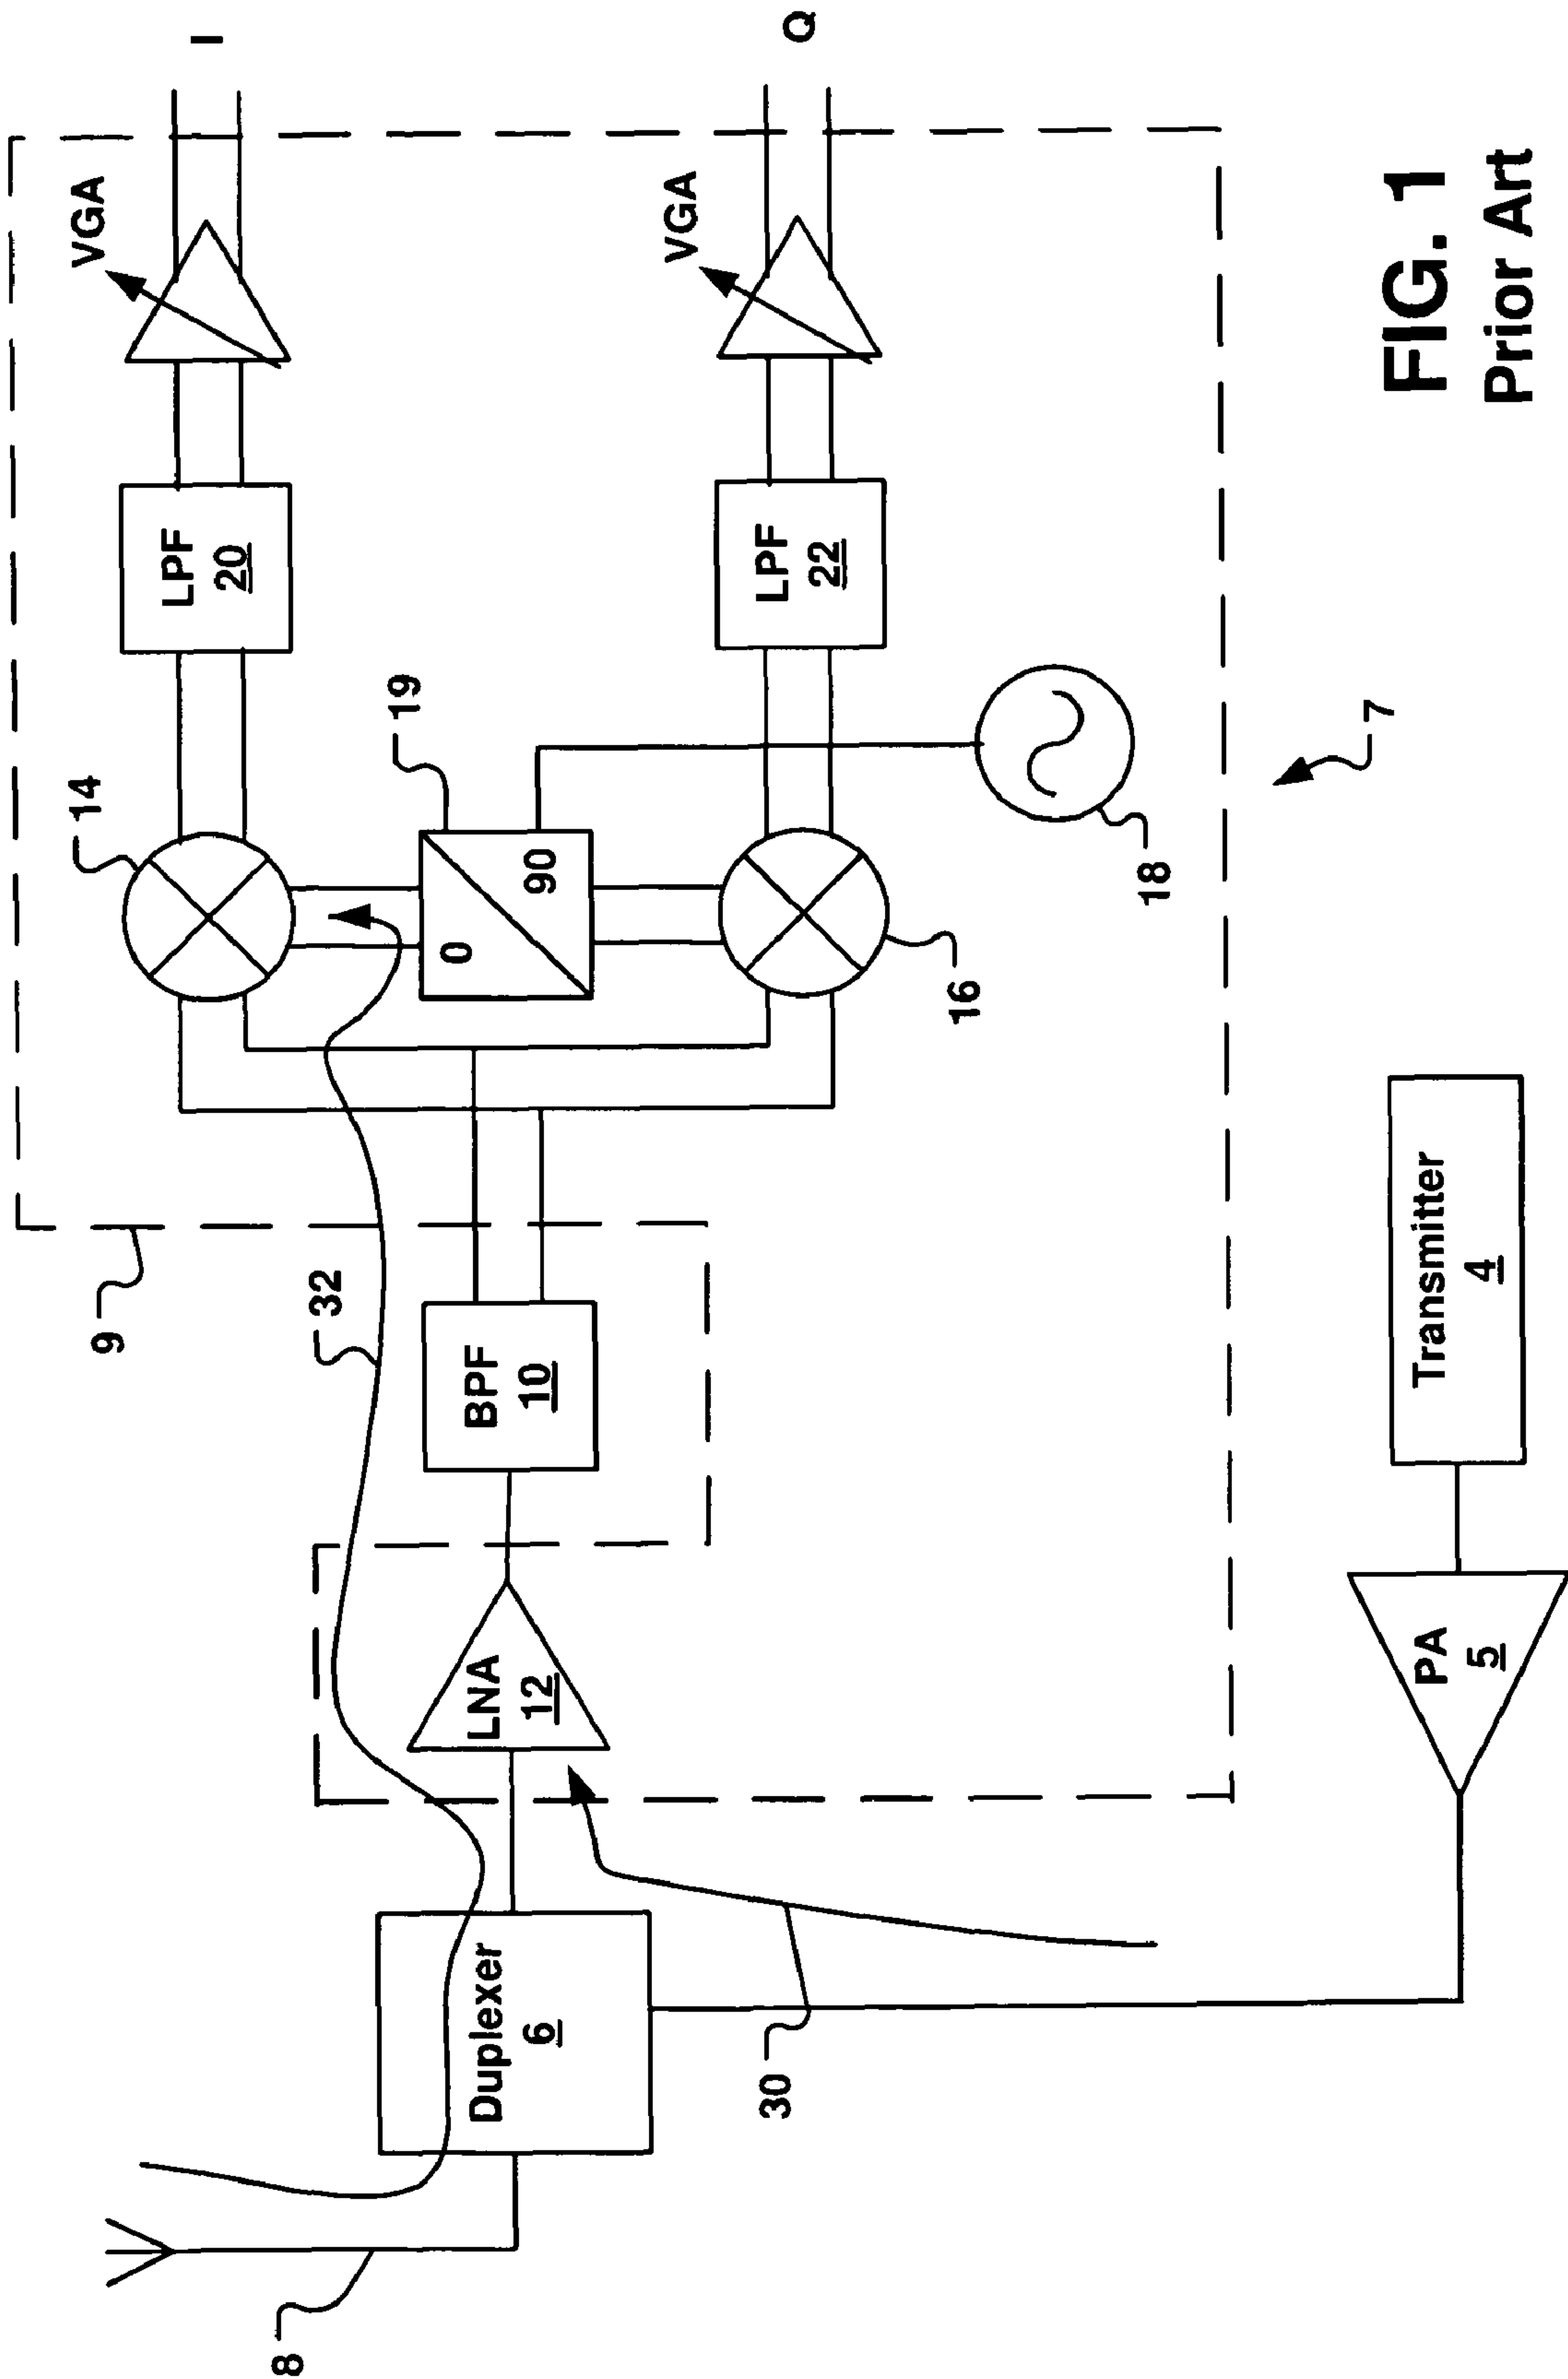 8
Duplexer
6
30
LNA
12
BPF
10
32
9
14
0
90
19
16
18
LPF
20
LPF
22
VGA
VGA
I
Q
7
PA
5
Transmitter
4
FIG. 1
Prior Art